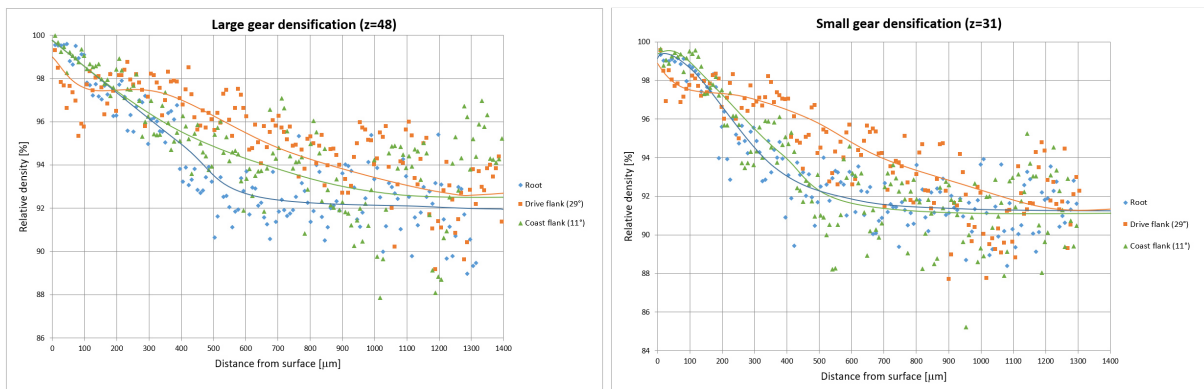 Large gear densification (z=48)
Relative density [%]
100
98
96
94
92
90
88
86
0 100 200 300 400 500 600 700 800 900 1000 1100 1200 1300 1400
Distance from surface [µm]
Root
Drive flank (29°)
Coast flank (11°)
Small gear densification (z=31)
Relative density [%]
100
98
96
94
92
90
88
86
84
0 100 200 300 400 500 600 700 800 900 1000 1100 1200 1300 1400
Distance from surface [µm]
Root
Drive flank (29°)
Coast flank (11°)